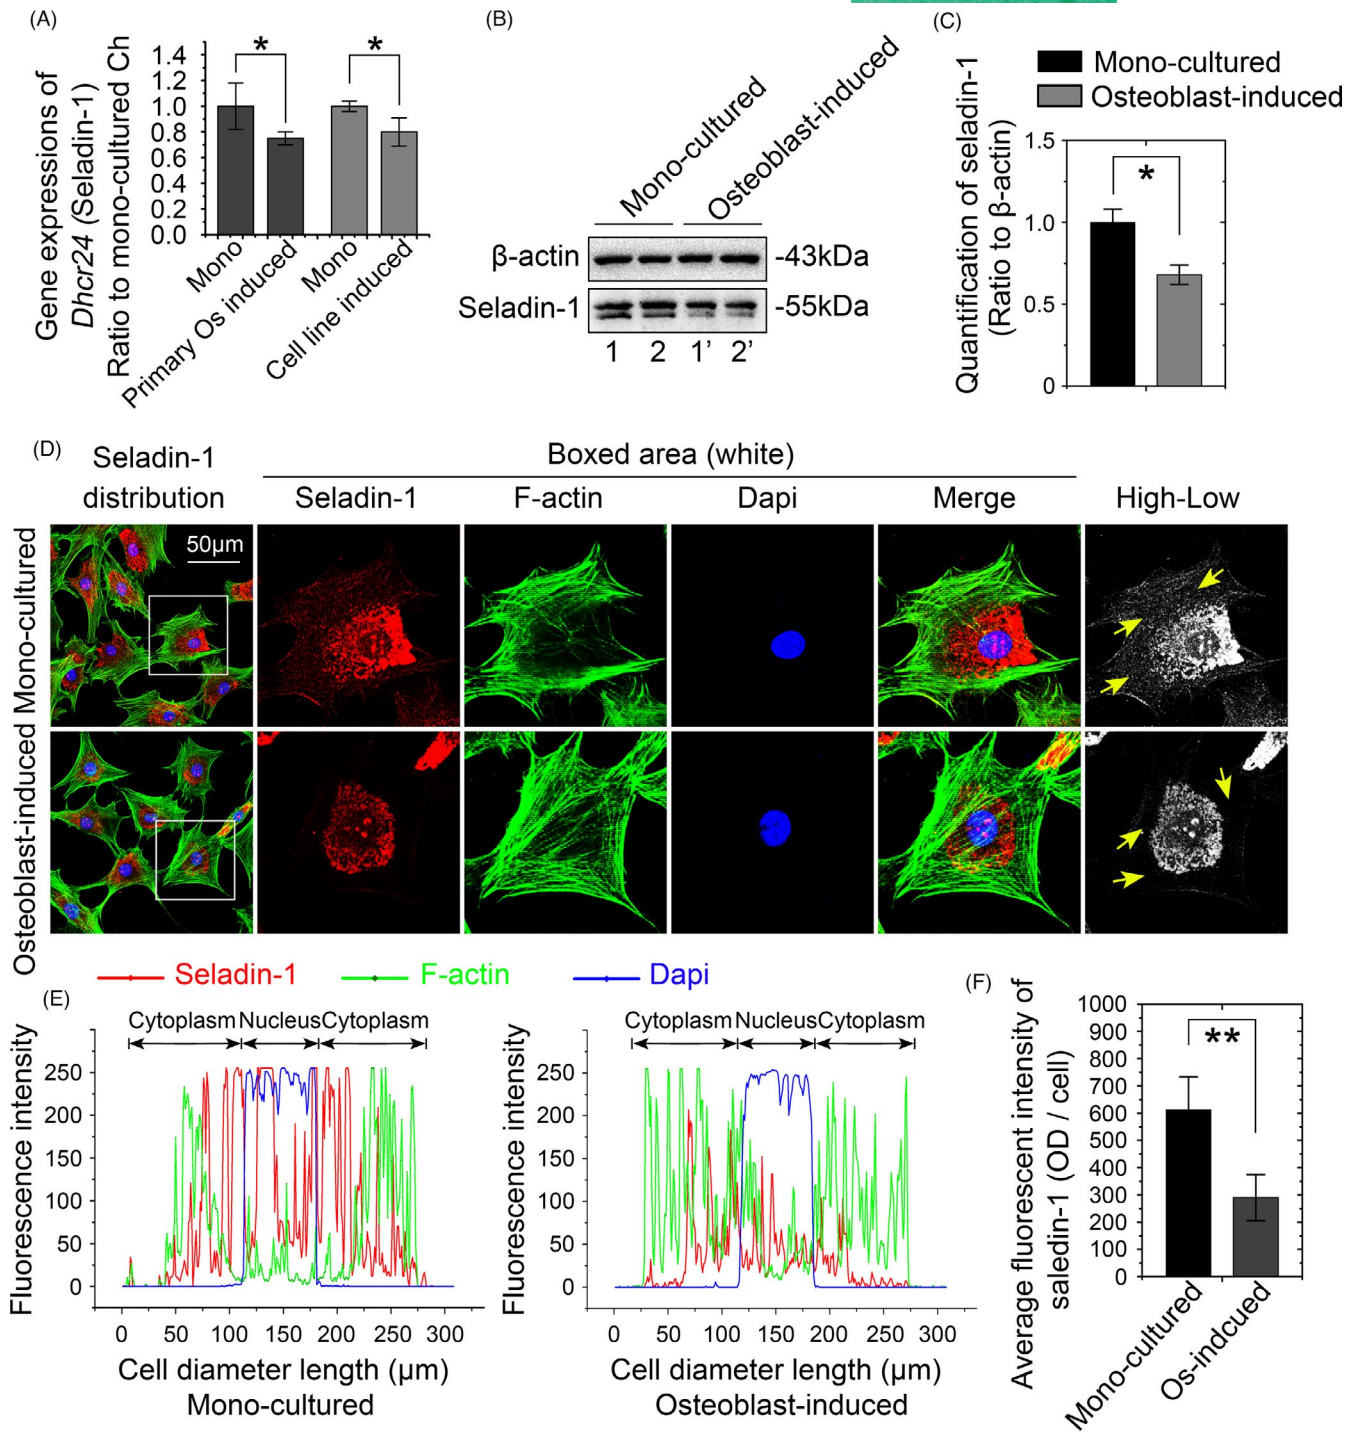 (A)
Gene expressions of
Dhcr24 (Seladin-1)
Ratio to mono-cultured Ch
1.4
1.2
1.0
0.8
0.6
0.4
0.2
0.0
*
*
Mono
Primary Os induced
Mono
Cell line induced
(B)
Mono-cultured
Osteoblast-induced
β-actin
-43kDa
Seladin-1
-55kDa
1 2 1’ 2’
(C)
Mono-cultured
Osteoblast-induced
Quantification of seladin-1
(Ratio to β-actin)
1.5
1.0
0.5
0
*
(D)
Seladin-1
distribution
Boxed area (white)
Seladin-1
F-actin
Dapi
Merge
High-Low
Mono-cultured
50µm
Osteoblast-induced
Seladin-1
F-actin
Dapi
(E)
Fluorescence intensity
250
200
150
100
50
0
Cytoplasm Nucleus Cytoplasm
0 50 100 150 200 250 300
Cell diameter length (µm)
Mono-cultured
Fluorescence intensity
250
200
150
100
50
0
Cytoplasm Nucleus Cytoplasm
0 50 100 150 200 250 300
Cell diameter length (µm)
Osteoblast-induced
(F)
Average fluorescent intensity of
saledin-1 (OD / cell)
1000
900
800
700
600
500
400
300
200
100
0
**
Mono-cultured
Os-indcued